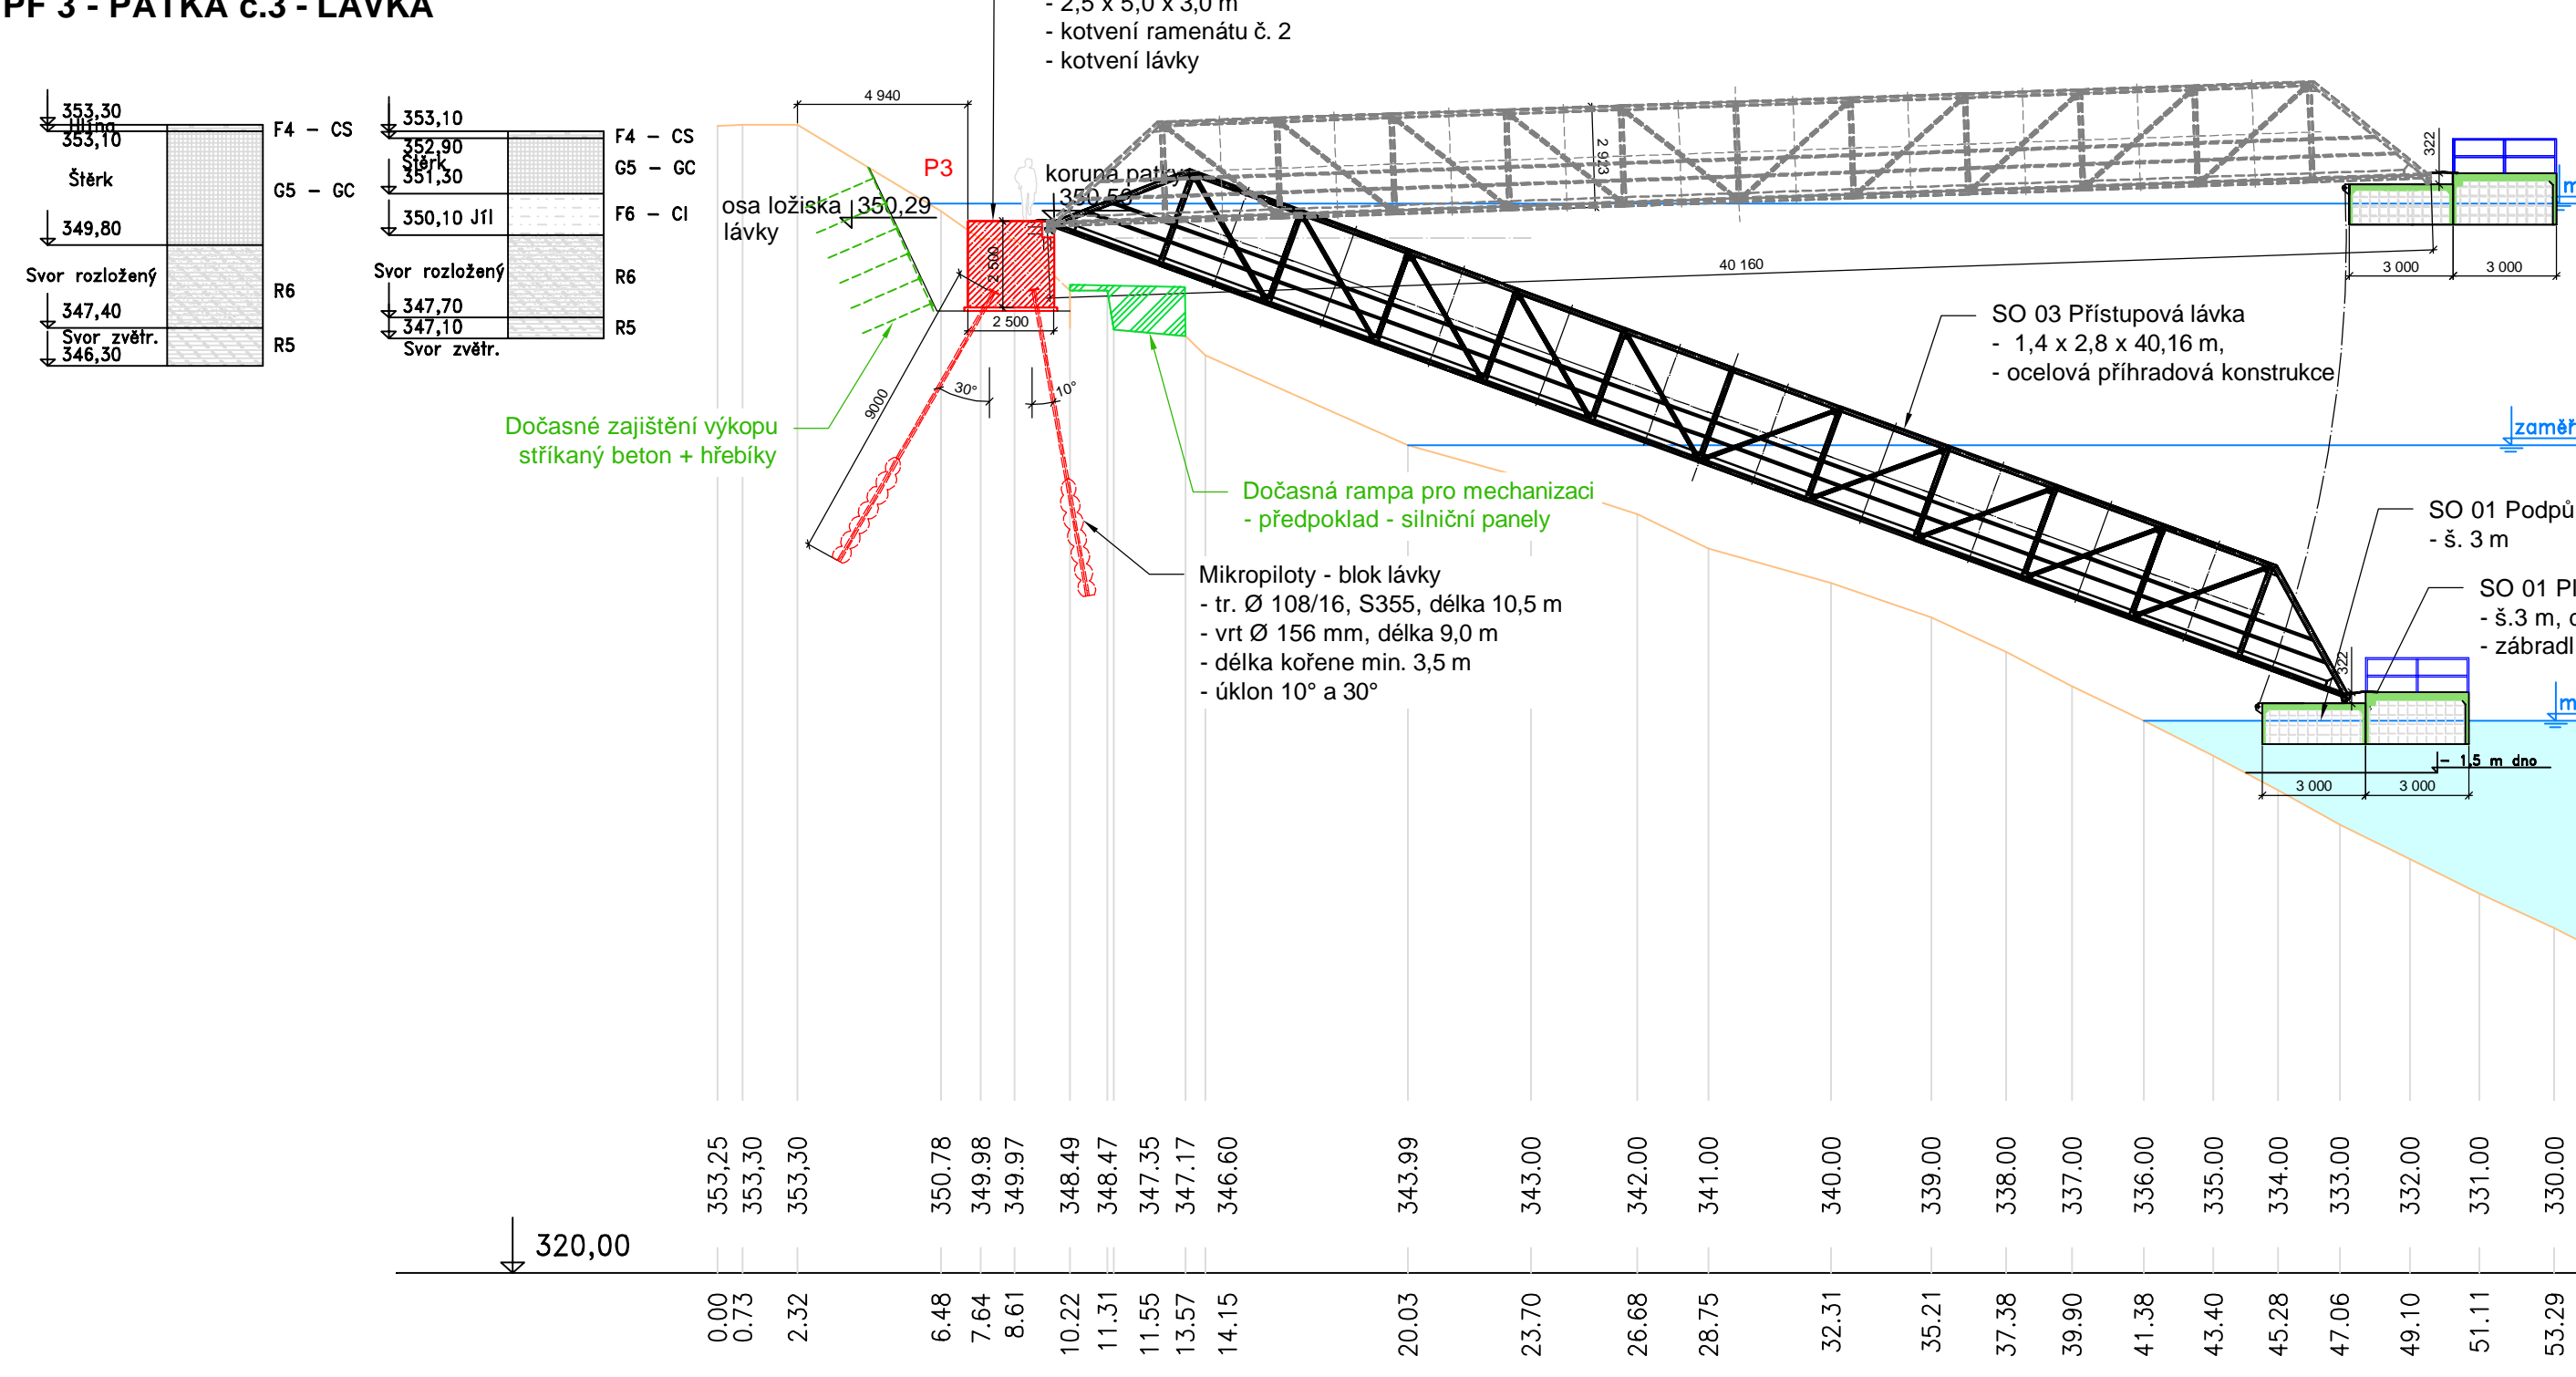 PF 3 - PATKA č.3 - LÁVKA
- 2,5 x 5,0 x 3,0 m
- kotvení ramenátu č. 2
- kotvení lávky
353,30
Hlína
353,10
Štěrk
349,80
Svor rozložený
347,40
Svor zvětr.
346,30
F4 - CS
G5 - GC
R6
R5
353,10
352,90
Štěrk
351,30
350,10 Jíl
Svor rozložený
347,70
347,10
Svor zvětr.
F4 - CS
G5 - GC
F6 - CI
R6
R5
4 940
P3
koruna patky
350,56
osa ložiska
lávky
350,29
2 500
2 500
30°
10°
9000
2 923
40 160
322
3 000
3 000
m
Dočasné zajištění výkopu
stříkaný beton + hřebíky
SO 03 Přístupová lávka
- 1,4 x 2,8 x 40,16 m,
- ocelová příhradová konstrukce
zaměř
Dočasná rampa pro mechanizaci
- předpoklad - silniční panely
SO 01 Podpů
- š. 3 m
Mikropiloty - blok lávky
- tr. Ø 108/16, S355, délka 10,5 m
- vrt Ø 156 mm, délka 9,0 m
- délka kořene min. 3,5 m
- úklon 10° a 30°
SO 01 Pl
- š.3 m,
- zábradl
322
m
- 1,5 m dno
3 000
3 000
353,25
353,30
353,30
350.78
349.98
349.97
348.49
348.47
347.35
347.17
346.60
343.99
343.00
342.00
341.00
340.00
339.00
338.00
337.00
336.00
335.00
334.00
333.00
332.00
331.00
330.00
320,00
0.00
0.73
2.32
6.48
7.64
8.61
10.22
11.31
11.55
13.57
14.15
20.03
23.70
26.68
28.75
32.31
35.21
37.38
39.90
41.38
43.40
45.28
47.06
49.10
51.11
53.29